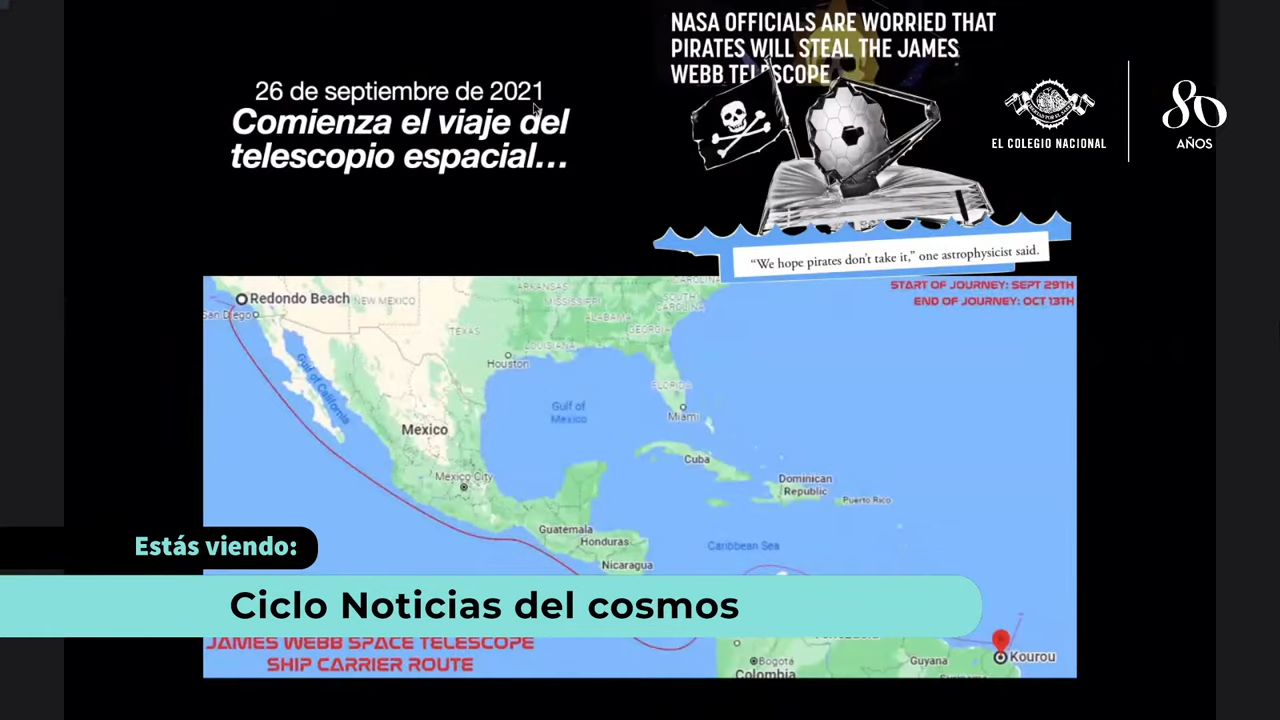 26 de septiembre de 2021
Comienza el viaje del
telescopio espacial...
NASA OFFICIALS ARE WORRIED THAT
PIRATES WILL STEAL THE JAMES
WEBB TELESCOPE
“We hope pirates don’t take it,” one astrophysicist said.
EL COLEGIO NACIONAL
80
AÑOS
START OF JOURNEY: SEPT 29TH
END OF JOURNEY: OCT 13TH
Redondo Beach
San Diego
NEW MEXICO
ARKANSAS
MISSISSIPPI
ALABAMA
SOUTH
CAROLINA
GEORGIA
TEXAS
LOUISIANA
Houston
FLORIDA
Miami
Gulf of California
Gulf of
Mexico
Mexico
Mexico City
Cuba
Dominican
Republic
Puerto Rico
Guatemala
Honduras
Nicaragua
Caribbean Sea
Bogotá
Colombia
Guyana
Kourou
Estás viendo:
Ciclo Noticias del cosmos
JAMES WEBB SPACE TELESCOPE
SHIP CARRIER ROUTE